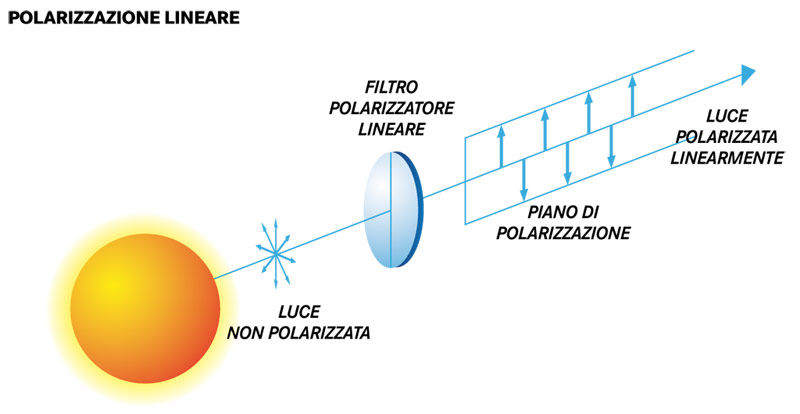 POLARIZZAZIONE LINEARE
FILTRO
POLARIZZATORE
LINEARE
LUCE
POLARIZZATA
LINEARMENTE
PIANO DI
POLARIZZAZIONE
LUCE
NON POLARIZZATA